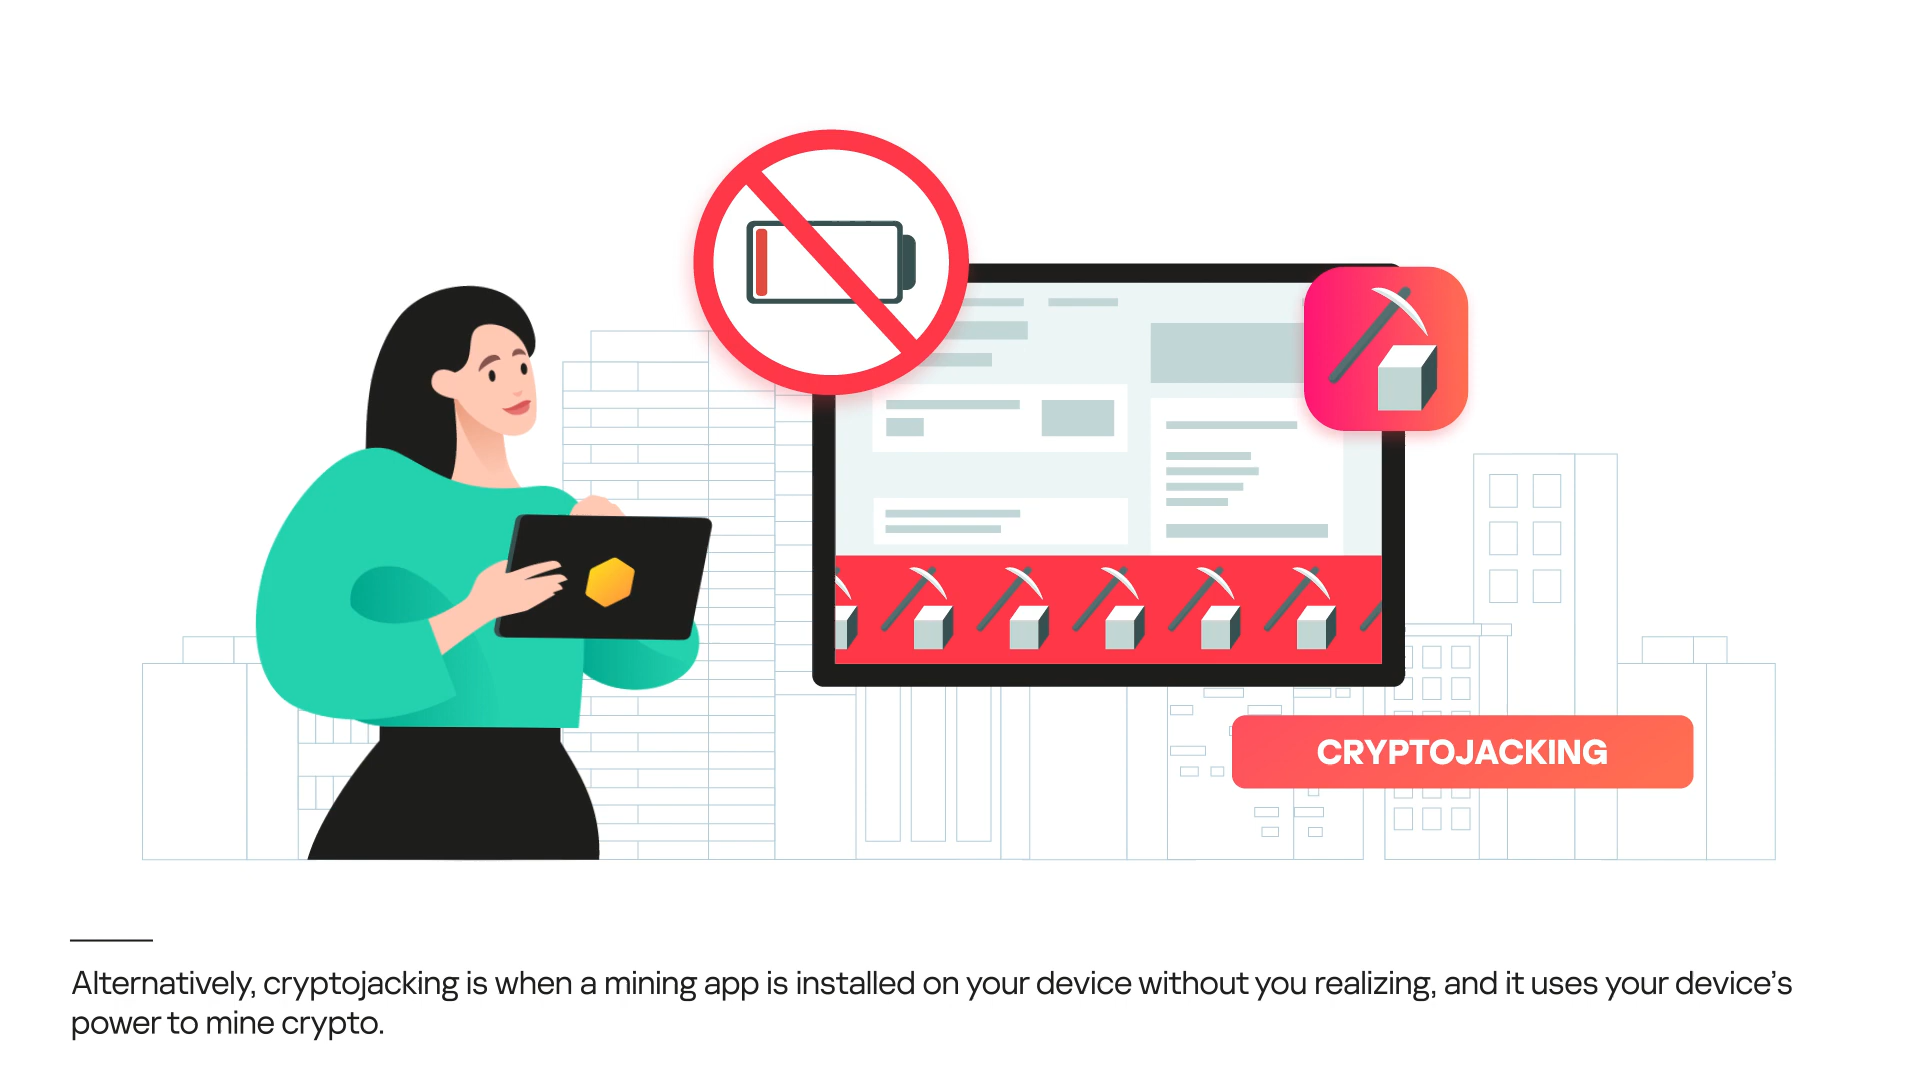 CRYPTOJACKING
Alternatively, cryptojacking is when a mining app is installed on your device without you realizing, and it uses your device’s
power to mine crypto.